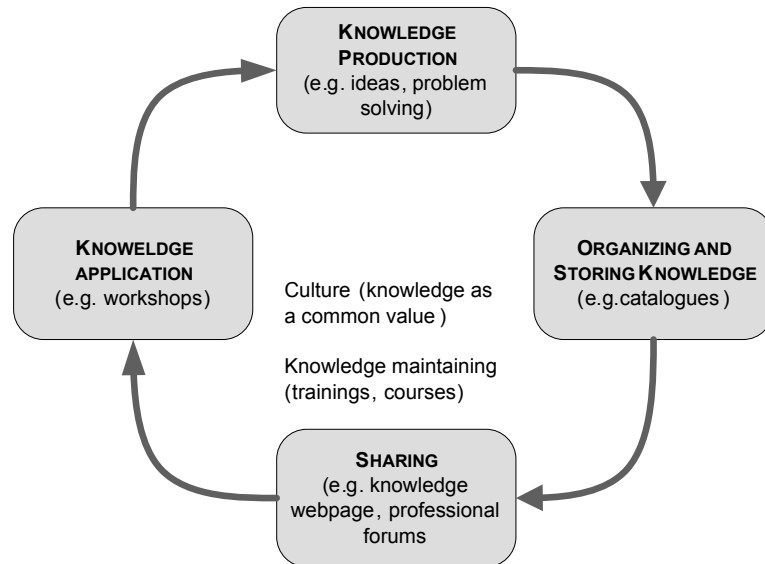 KNOWLEDGE
PRODUCTION
(e.g. ideas, problem
solving)
KNOWELDGE
APPLICATION
(e.g. workshops)
ORGANIZING AND
STORING KNOWLEDGE
(e.g.catalogues)
Culture (knowledge as
a common value )
Knowledge maintaining
(trainings, courses)
SHARING
(e.g. knowledge
webpage, professional
forums